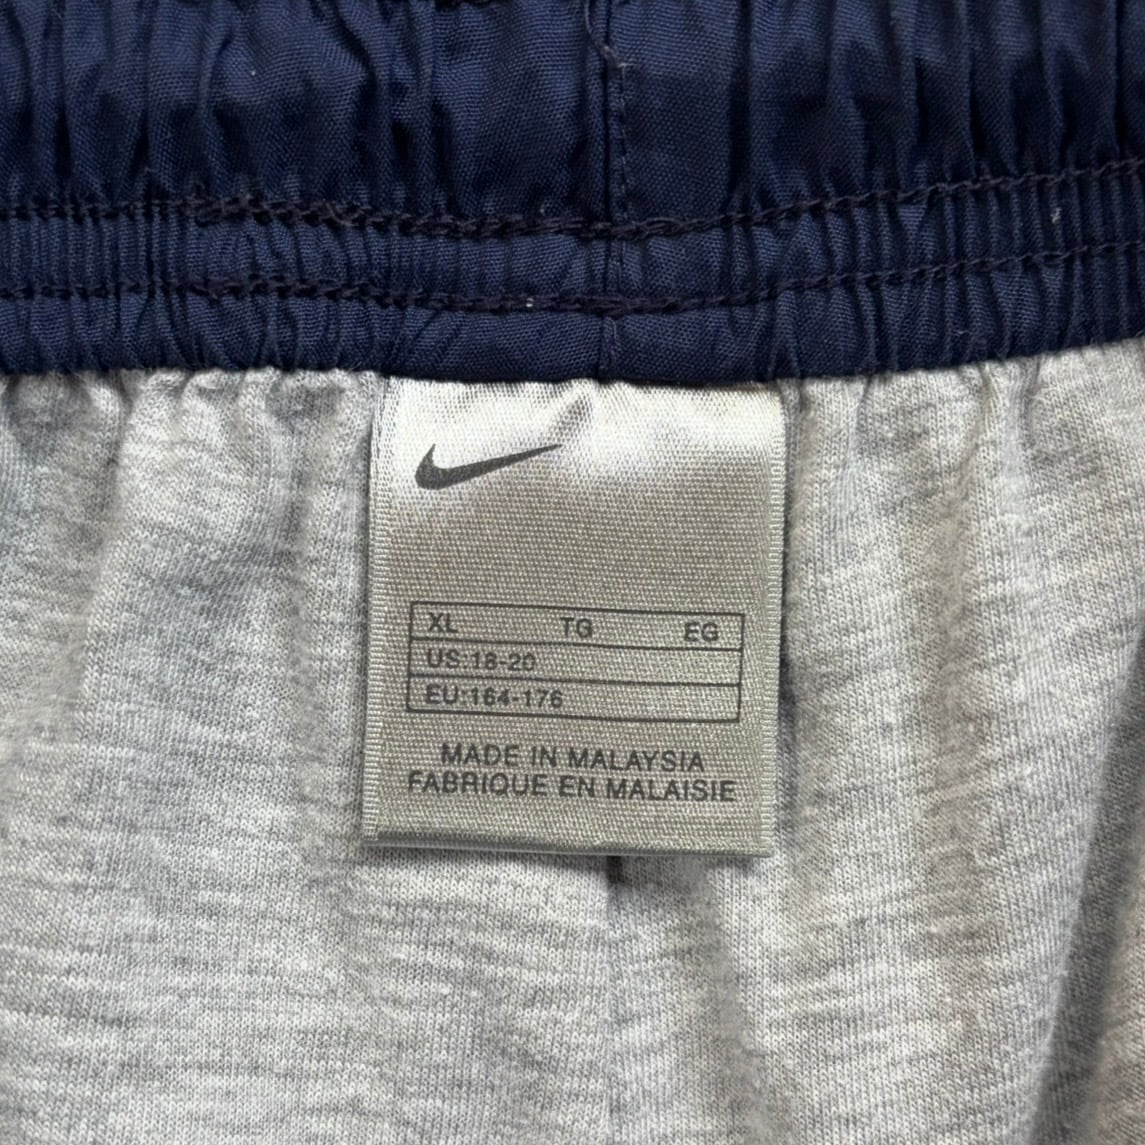 XL TG EG
US:18-20
EU:164-176
MADE IN MALAYSIA
FABRIQUE EN MALAISIE